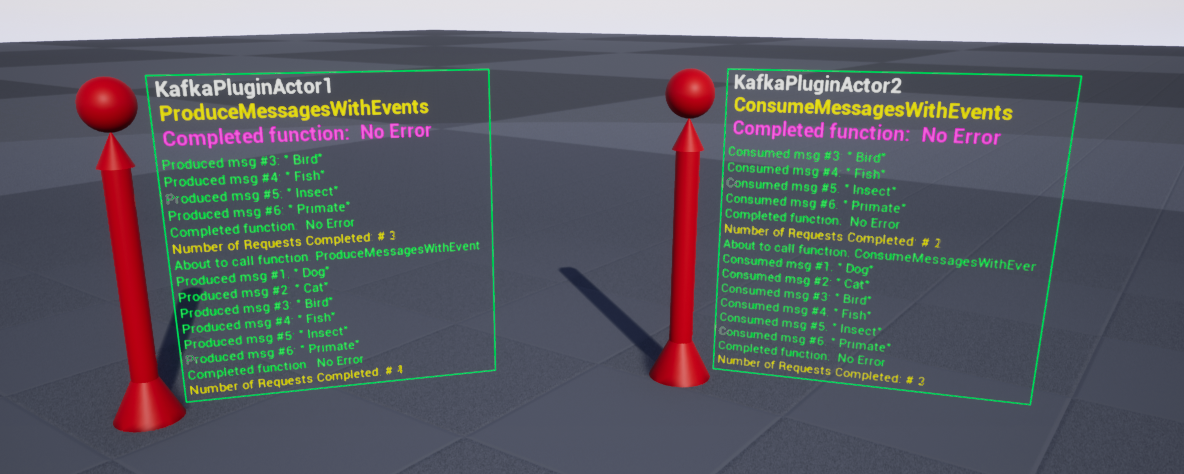 KafkaPluginActor1
ProduceMessagesWithEvents
Completed function: No Error
Produced msg #3: " Bird"
Produced msg #4: " Fish"
Produced msg #5: " Insect"
Produced msg #6: " Primate"
Completed function: No Error
Number of Requests Completed: # 3
About to call function: ProduceMessagesWithEvent
Produced msg #1: " Dog"
Produced msg #2: " Cat"
Produced msg #3: " Bird"
Produced msg #4: " Fish"
Produced msg #5: " Insect"
Produced msg #6: " Primate"
Completed function: No Error
Number of Requests Completed: # 4
KafkaPluginActor2
ConsumeMessagesWithEvents
Completed function: No Error
Consumed msg #3: " Bird"
Consumed msg #4: " Fish"
Consumed msg #5: " Insect"
Consumed msg #6: " Primate"
Completed function: No Error
Number of Requests Completed: # 2
About to call function: ConsumeMessagesWithEver
Consumed msg #1: " Dog"
Consumed msg #2: " Cat"
Consumed msg #3: " Bird"
Consumed msg #4: " Fish"
Consumed msg #5: " Insect"
Consumed msg #6: " Primate"
Completed function: No Error
Number of Requests Completed: # 3